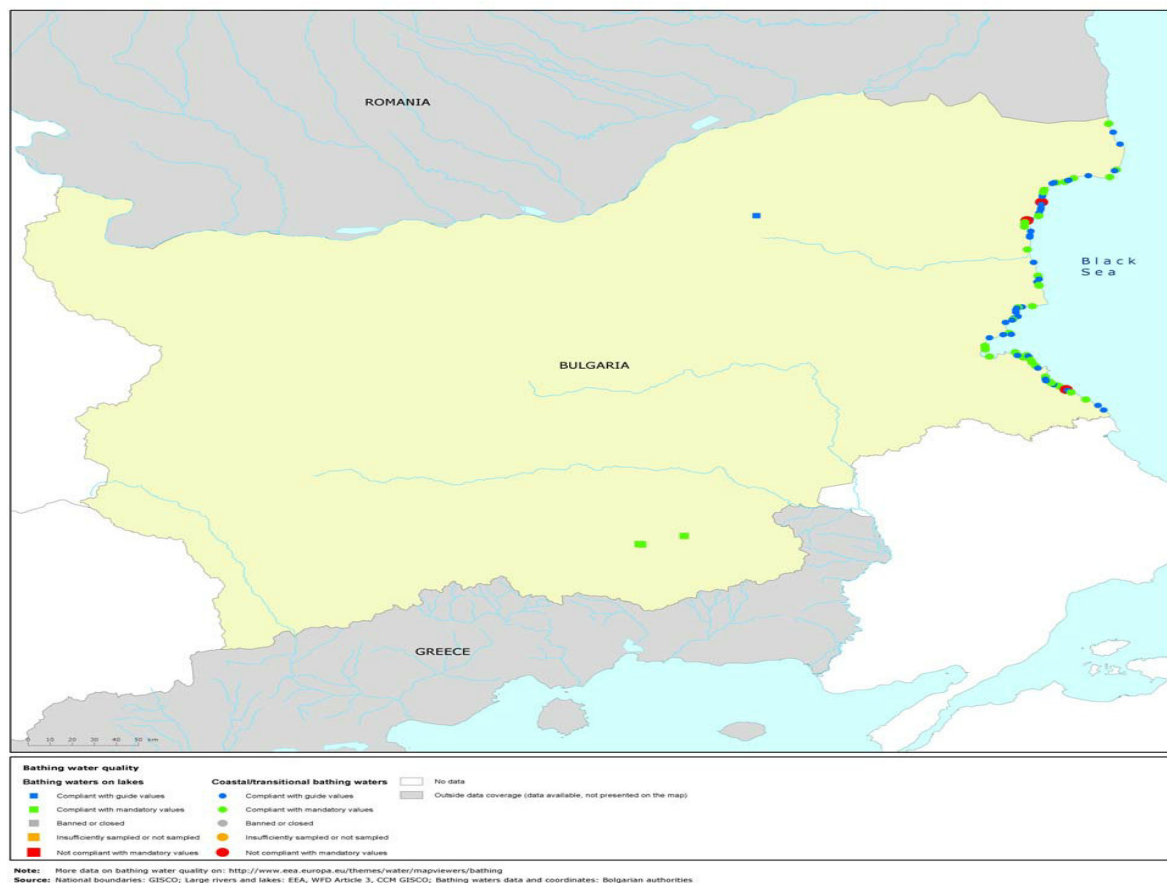 ROMANIA
Black
Sea
BULGARIA
GREECE
0 10 20 30 40 50 km
Bathing water quality
Bathing waters on lakes
Compliant with guide values
Compliant with mandatory values
Banned or closed
Insufficiently sampled or not sampled
Not compliant with mandatory values
Coastal/transitional bathing waters
Compliant with guide values
Compliant with mandatory values
Banned or closed
Insufficiently sampled or not sampled
Not compliant with mandatory values
No data
Outside data coverage (data available, not presented on the map)
Note: More data on bathing water quality on: http://www.eea.europa.eu/themes/water/mapviewers/bathing
Source: National boundaries: GISCO; Large rivers and lakes: EEA, WFD Article 3, CCM GISCO; Bathing waters data and coordinates: Bulgarian authorities